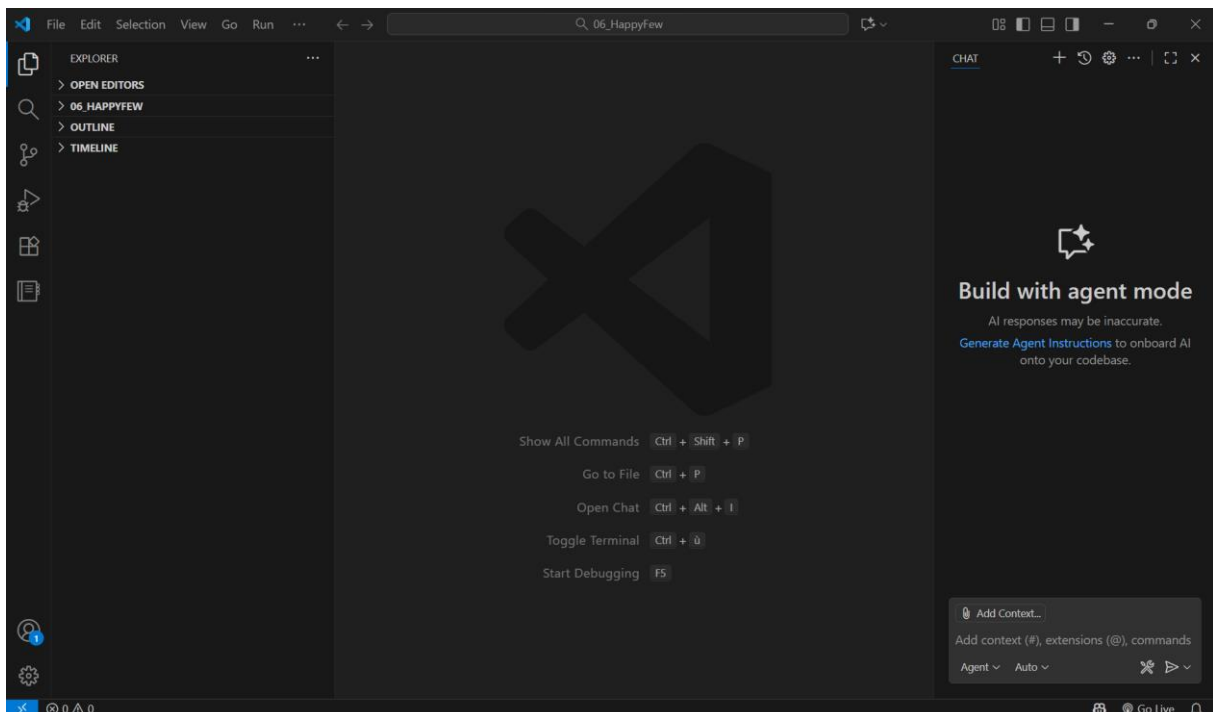 File Edit Selection View Go Run ··· 06_HappyFew
EXPLORER ···
OPEN EDITORS
06_HAPPYFEW
OUTLINE
TIMELINE
Show All Commands Ctrl + Shift + P
Go to File Ctrl + P
Open Chat Ctrl + Alt + I
Toggle Terminal Ctrl + ù
Start Debugging F5
CHAT ···
Build with agent mode
AI responses may be inaccurate.
Generate Agent Instructions to onboard AI
onto your codebase.
Add Context...
Add context (#), extensions (@), commands
Agent Auto
1
0 0 Go Live